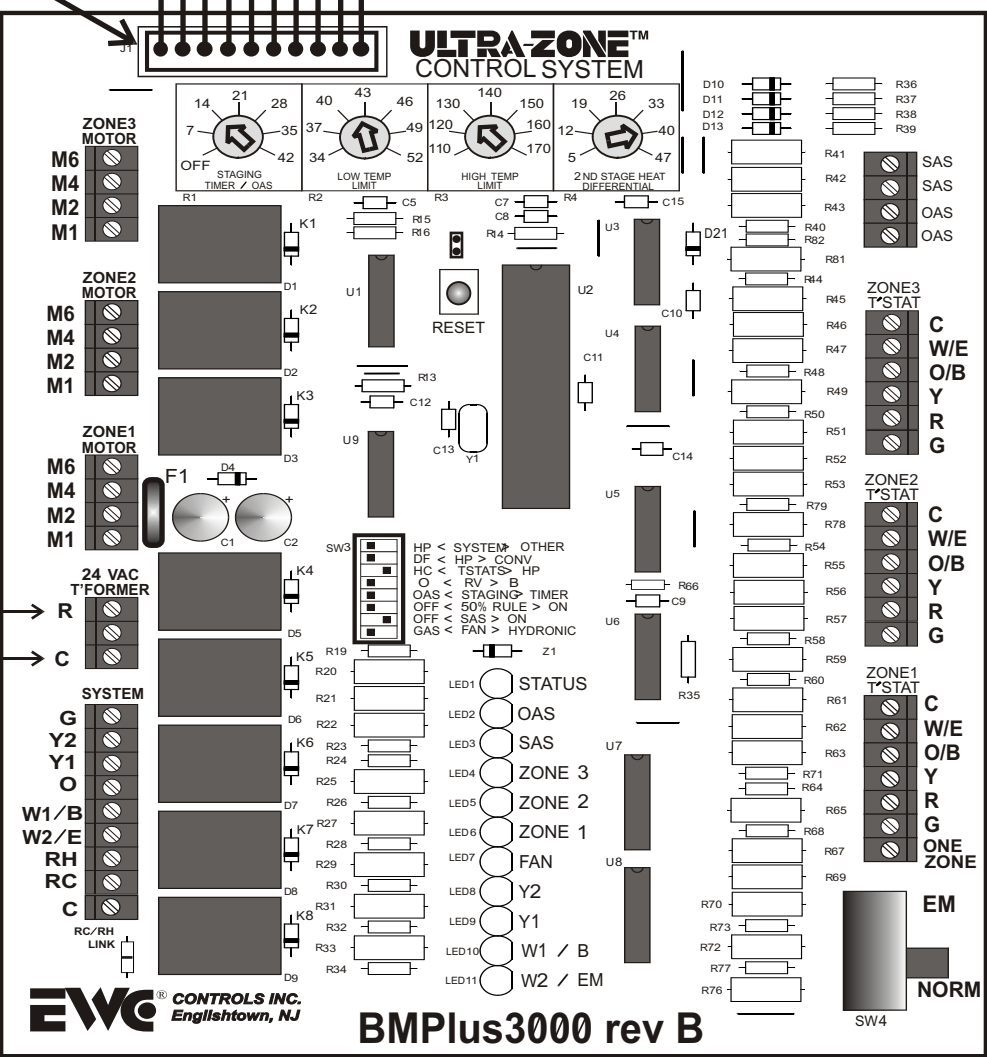 J1
ULTRA-ZONE™
CONTROL SYSTEM
OFF 7 14 21 28 35 42
STAGING
TIMER / OAS
34 37 40 43 46 49 52
LOW TEMP
LIMIT
110 120 130 140 150 160 170
HIGH TEMP
LIMIT
5 12 19 26 33 40 47
2ND STAGE HEAT
DIFFERENTIAL
R1
R2
R3
R4
ZONE3
MOTOR
M6
M4
M2
M1
ZONE2
MOTOR
M6
M4
M2
M1
ZONE1
MOTOR
M6
M4
M2
M1
24 VAC
T'FORMER
R
C
SYSTEM
G
Y2
Y1
O
W1/B
W2/E
RH
RC
C
RC/RH
LINK
K1
D1
K2
D2
K3
D3
F1
D4
+
C1
+
C2
K4
D5
K5
D6
K6
D7
K7
D8
K8
D9
C5
R15
R16
U1
R13
C12
U9
C7
C8
R14
RESET
U2
C11
C13
Y1
C15
U3
D21
C10
U4
C14
U5
R66
C9
U6
R35
U7
U8
SW3
HP < SYSTEM> OTHER
DF < HP > CONV
HC < TSTATS> HP
O < RV > B
OAS < STAGING> TIMER
OFF < 50% RULE > ON
OFF < SAS > ON
GAS < FAN > HYDRONIC
Z1
R19
R20
R21
R22
R23
R24
R25
R26
R27
R28
R29
R30
R31
R32
R33
R34
LED1 STATUS
LED2 OAS
LED3 SAS
LED4 ZONE 3
LED5 ZONE 2
LED6 ZONE 1
LED7 FAN
LED8 Y2
LED9 Y1
LED10 W1 / B
LED11 W2 / EM
D10
D11
D12
D13
R36
R37
R38
R39
R41
R42
R43
R40
R82
R81
R44
R45
R46
R47
R48
R49
R50
R51
R52
R53
R79
R78
R54
R55
R56
R57
R58
R59
R60
R61
R62
R63
R71
R64
R65
R68
R67
R69
R70
R73
R72
R77
R76
SAS
SAS
OAS
OAS
ZONE3
T'STAT
C
W/E
O/B
Y
R
G
ZONE2
T'STAT
C
W/E
O/B
Y
R
G
ZONE1
T'STAT
C
W/E
O/B
Y
R
G
ONE
ZONE
EM
NORM
SW4
EWC® CONTROLS INC.
Englishtown, NJ
BMPlus3000 rev B